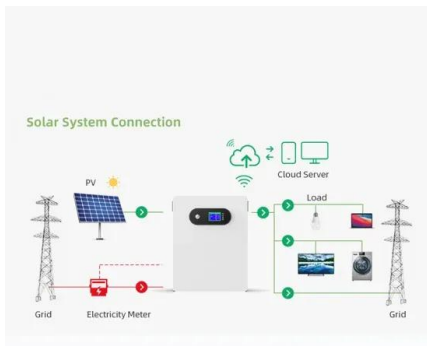 Solar System Connection
Cloud Server
PV
Load
Grid
Electricity Meter
Grid